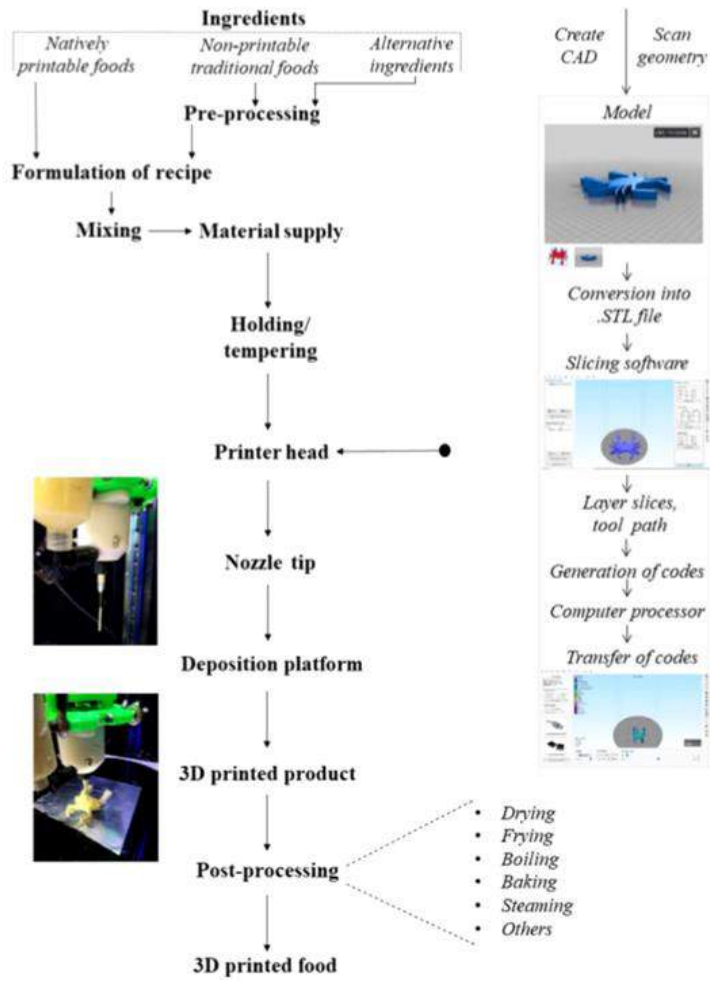 Ingredients
Natively
printable foods
Non-printable
traditional foods
Alternative
ingredients
Pre-processing
Formulation of recipe
Mixing
Material supply
Holding/
tempering
Printer head
Nozzle tip
Deposition platform
3D printed product
Post-processing
• Drying
• Frying
• Boiling
• Baking
• Steaming
• Others
3D printed food
Create
CAD
Scan
geometry
Model
Conversion into
.STL file
Slicing software
Layer slices,
tool path
Generation of codes
Computer processor
Transfer of codes